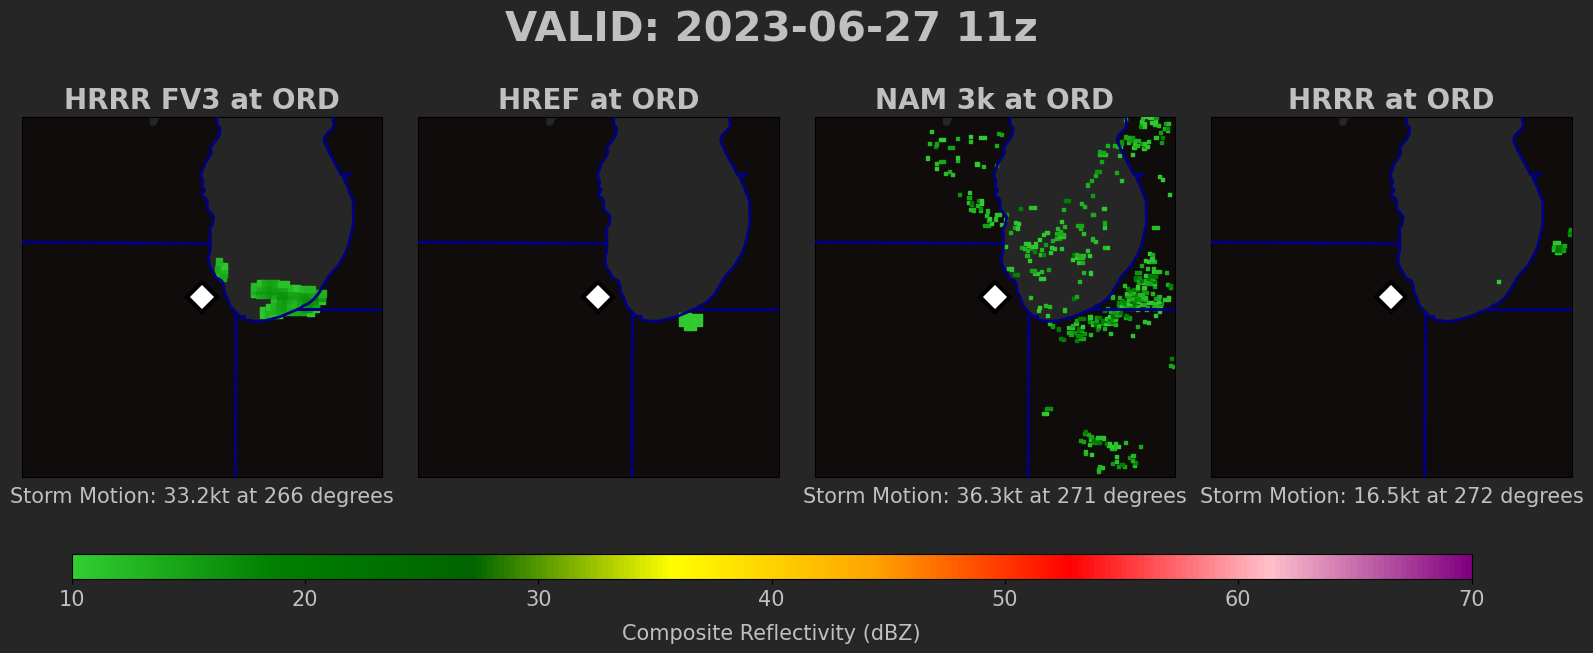 VALID: 2023-06-27 11z
HRRR FV3 at ORD
HREF at ORD
NAM 3k at ORD
HRRR at ORD
Storm Motion: 33.2kt at 266 degrees
Storm Motion: 36.3kt at 271 degrees
Storm Motion: 16.5kt at 272 degrees
10 20 30 40 50 60 70
Composite Reflectivity (dBZ)